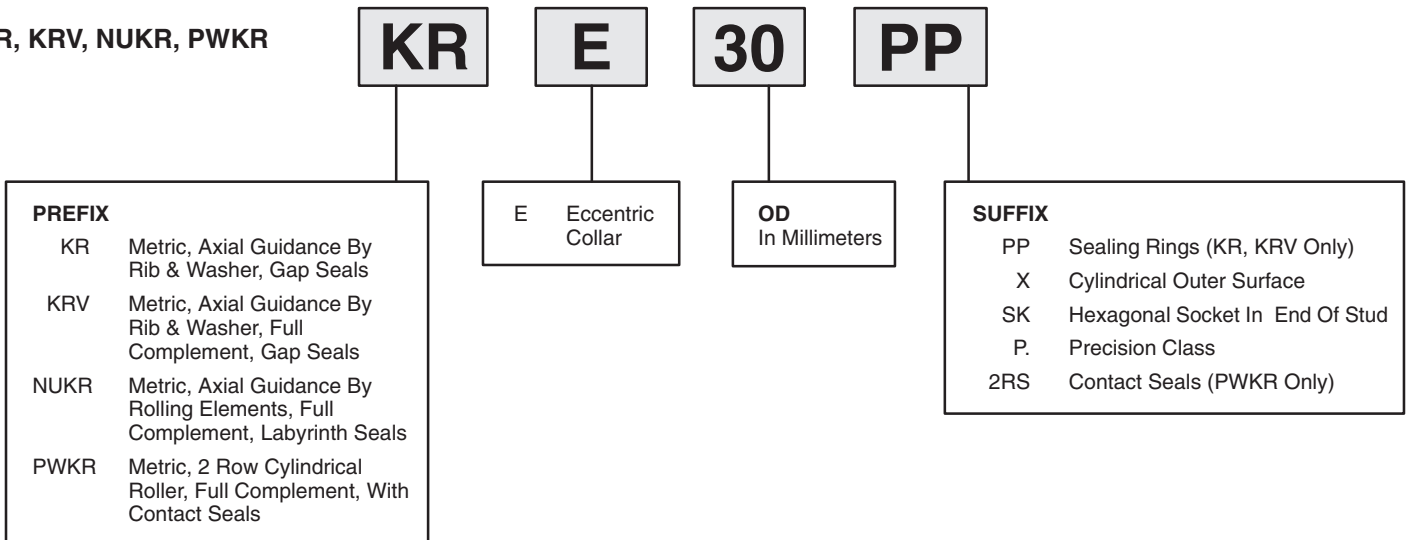 R, KRV, NUKR, PWKR
KR E 30 PP
PREFIX
KR Metric, Axial Guidance By
Rib & Washer, Gap Seals
KRV Metric, Axial Guidance By
Rib & Washer, Full
Complement, Gap Seals
NUKR Metric, Axial Guidance By
Rolling Elements, Full
Complement, Labyrinth Seals
PWKR Metric, 2 Row Cylindrical
Roller, Full Complement, With
Contact Seals
E Eccentric
Collar
OD
In Millimeters
SUFFIX
PP Sealing Rings (KR, KRV Only)
X Cylindrical Outer Surface
SK Hexagonal Socket In End Of Stud
P. Precision Class
2RS Contact Seals (PWKR Only)